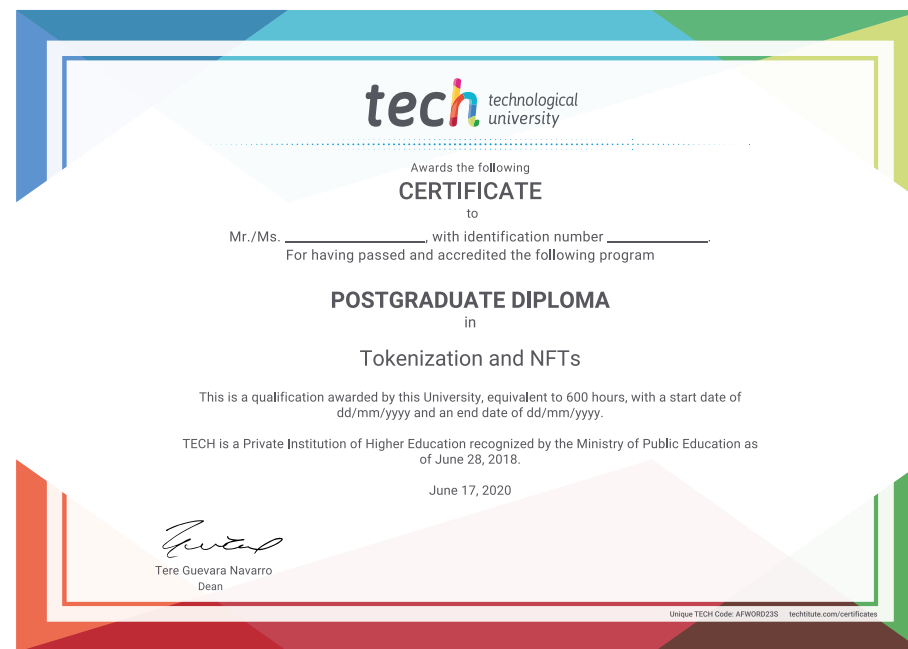 tech technological
university
Awards the following
CERTIFICATE
to
Mr./Ms. ____________________, with identification number ______________.
For having passed and accredited the following program
POSTGRADUATE DIPLOMA
in
Tokenization and NFTs
This is a qualification awarded by this University, equivalent to 600 hours, with a start date of
dd/mm/yyyy and an end date of dd/mm/yyyy.
TECH is a Private Institution of Higher Education recognized by the Ministry of Public Education as
of June 28, 2018.
June 17, 2020
Tere Guevara Navarro
Dean
Unique TECH Code: AFWORD23S techtitute.com/certificates